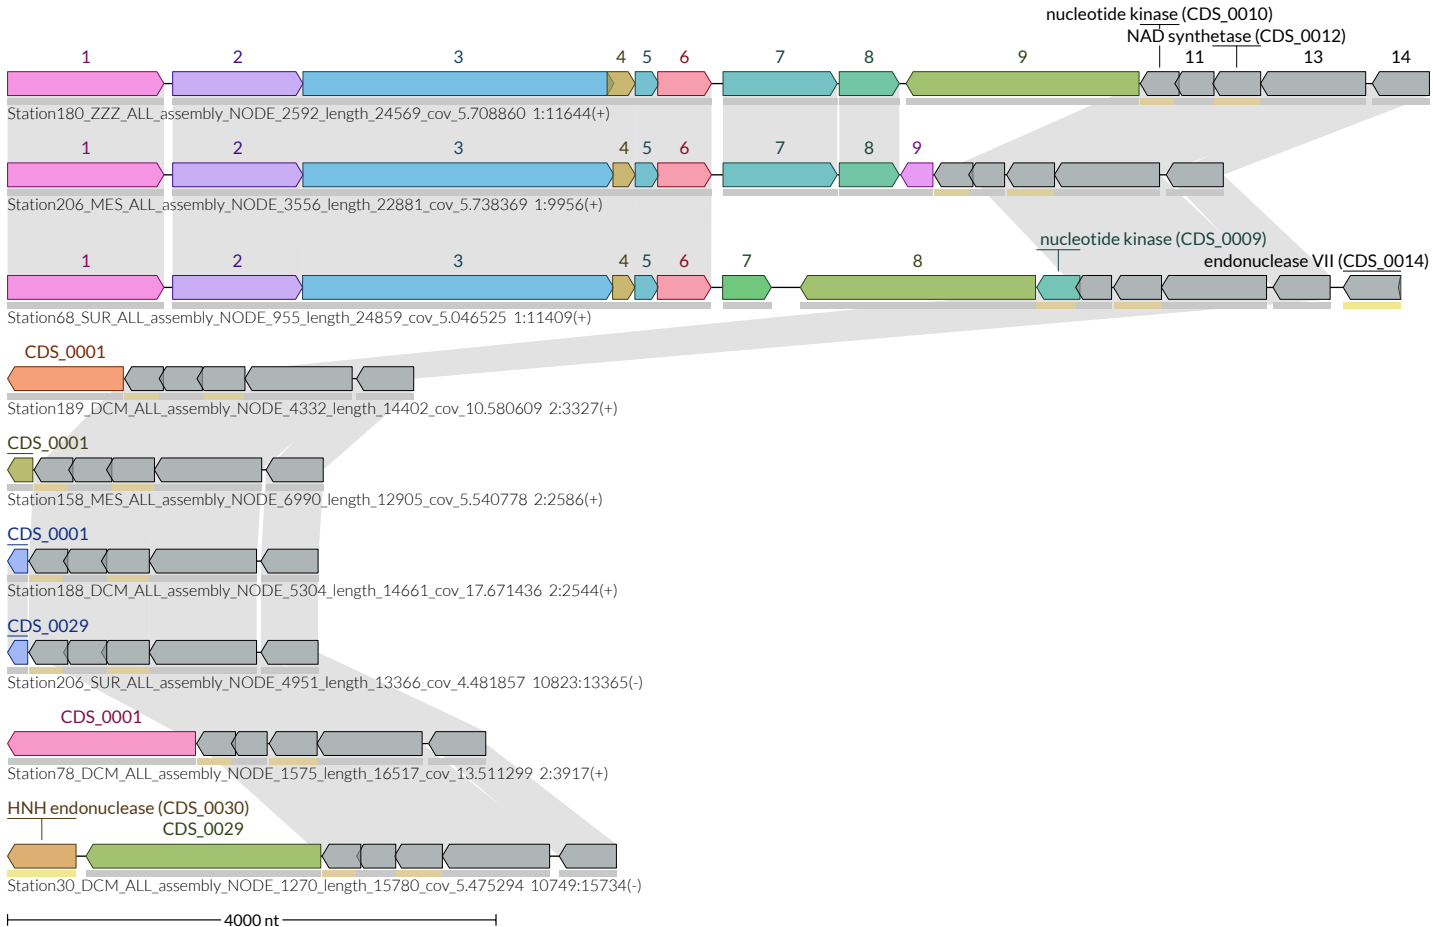 nucleotide kinase (CDS_0010)
NAD synthetase (CDS_0012)
1 2 3 4 5 6 7 8 9 11 13 14
Station180_ZZZ_ALL_assembly_NODE_2592_length_24569_cov_5.708860 1:11644(+)
1 2 3 4 5 6 7 8 9
Station206_MES_ALL_assembly_NODE_3556_length_22881_cov_5.738369 1:9956(+)
nucleotide kinase (CDS_0009)
1 2 3 4 5 6 7 8 endonuclease VII (CDS_0014)
Station68_SUR_ALL_assembly_NODE_955_length_24859_cov_5.046525 1:11409(+)
CDS_0001
Station189_DCM_ALL_assembly_NODE_4332_length_14402_cov_10.580609 2:3327(+)
CDS_0001
Station158_MES_ALL_assembly_NODE_6990_length_12905_cov_5.540778 2:2586(+)
CDS_0001
Station188_DCM_ALL_assembly_NODE_5304_length_14661_cov_17.671436 2:2544(+)
CDS_0029
Station206_SUR_ALL_assembly_NODE_4951_length_13366_cov_4.481857 10823:13365(-)
CDS_0001
Station78_DCM_ALL_assembly_NODE_1575_length_16517_cov_13.511299 2:3917(+)
HNH endonuclease (CDS_0030)
CDS_0029
Station30_DCM_ALL_assembly_NODE_1270_length_15780_cov_5.475294 10749:15734(-)
4000 nt